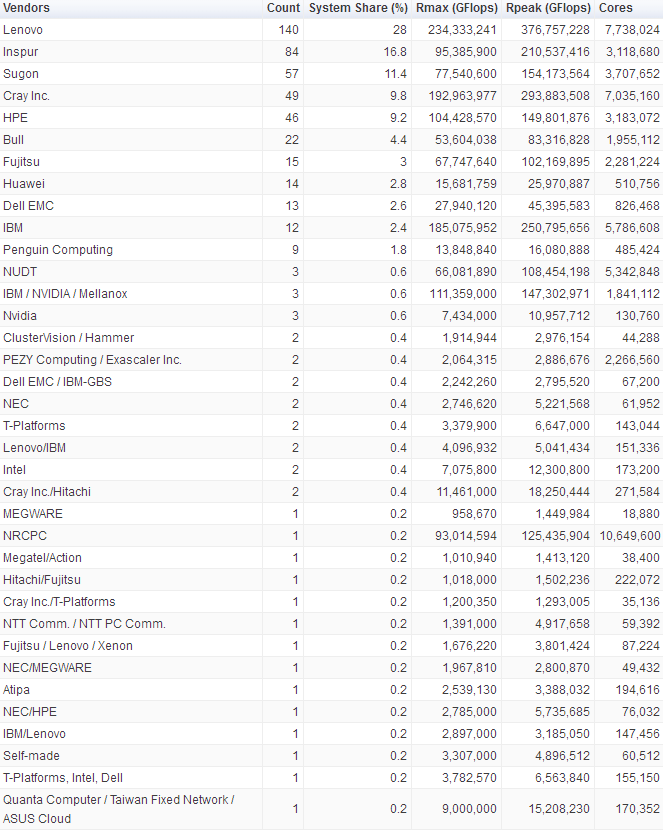 Vendors Count System Share (%) Rmax (GFlops) Rpeak (GFlops) Cores
Lenovo 140 28 234,333,241 376,757,228 7,738,024
Inspur 84 16.8 95,385,900 210,537,416 3,118,680
Sugon 57 11.4 77,540,600 154,173,564 3,707,652
Cray Inc. 49 9.8 192,963,977 293,883,508 7,035,160
HPE 46 9.2 104,428,570 149,801,876 3,183,072
Bull 22 4.4 53,604,038 83,316,828 1,955,112
Fujitsu 15 3 67,747,640 102,169,895 2,281,224
Huawei 14 2.8 15,681,759 25,970,887 510,756
Dell EMC 13 2.6 27,940,120 45,395,583 826,468
IBM 12 2.4 185,075,952 250,795,656 5,786,608
Penguin Computing 9 1.8 13,848,840 16,080,888 485,424
NUDT 3 0.6 66,081,890 108,454,198 5,342,848
IBM / NVIDIA / Mellanox 3 0.6 111,359,000 147,302,971 1,841,112
Nvidia 3 0.6 7,434,000 10,957,712 130,760
ClusterVision / Hammer 2 0.4 1,914,944 2,976,154 44,288
PEZY Computing / Exascaler Inc. 2 0.4 2,064,315 2,886,676 2,266,560
Dell EMC / IBM-GBS 2 0.4 2,242,260 2,795,520 67,200
NEC 2 0.4 2,746,620 5,221,568 61,952
T-Platforms 2 0.4 3,379,900 6,647,000 143,044
Lenovo/IBM 2 0.4 4,096,932 5,041,434 151,336
Intel 2 0.4 7,075,800 12,300,800 173,200
Cray Inc./Hitachi 2 0.4 11,461,000 18,250,444 271,584
MEGWARE 1 0.2 958,670 1,449,984 18,880
NRCPC 1 0.2 93,014,594 125,435,904 10,649,600
Megatel/Action 1 0.2 1,010,940 1,413,120 38,400
Hitachi/Fujitsu 1 0.2 1,018,000 1,502,236 222,072
Cray Inc./T-Platforms 1 0.2 1,200,350 1,293,005 35,136
NTT Comm. / NTT PC Comm. 1 0.2 1,391,000 4,917,658 59,392
Fujitsu / Lenovo / Xenon 1 0.2 1,676,220 3,801,424 87,224
NEC/MEGWARE 1 0.2 1,967,810 2,800,870 49,432
Atipa 1 0.2 2,539,130 3,388,032 194,616
NEC/HPE 1 0.2 2,785,000 5,735,685 76,032
IBM/Lenovo 1 0.2 2,897,000 3,185,050 147,456
Self-made 1 0.2 3,307,000 4,896,512 60,512
T-Platforms, Intel, Dell 1 0.2 3,782,570 6,563,840 155,150
Quanta Computer / Taiwan Fixed Network /
ASUS Cloud 1 0.2 9,000,000 15,208,230 170,352